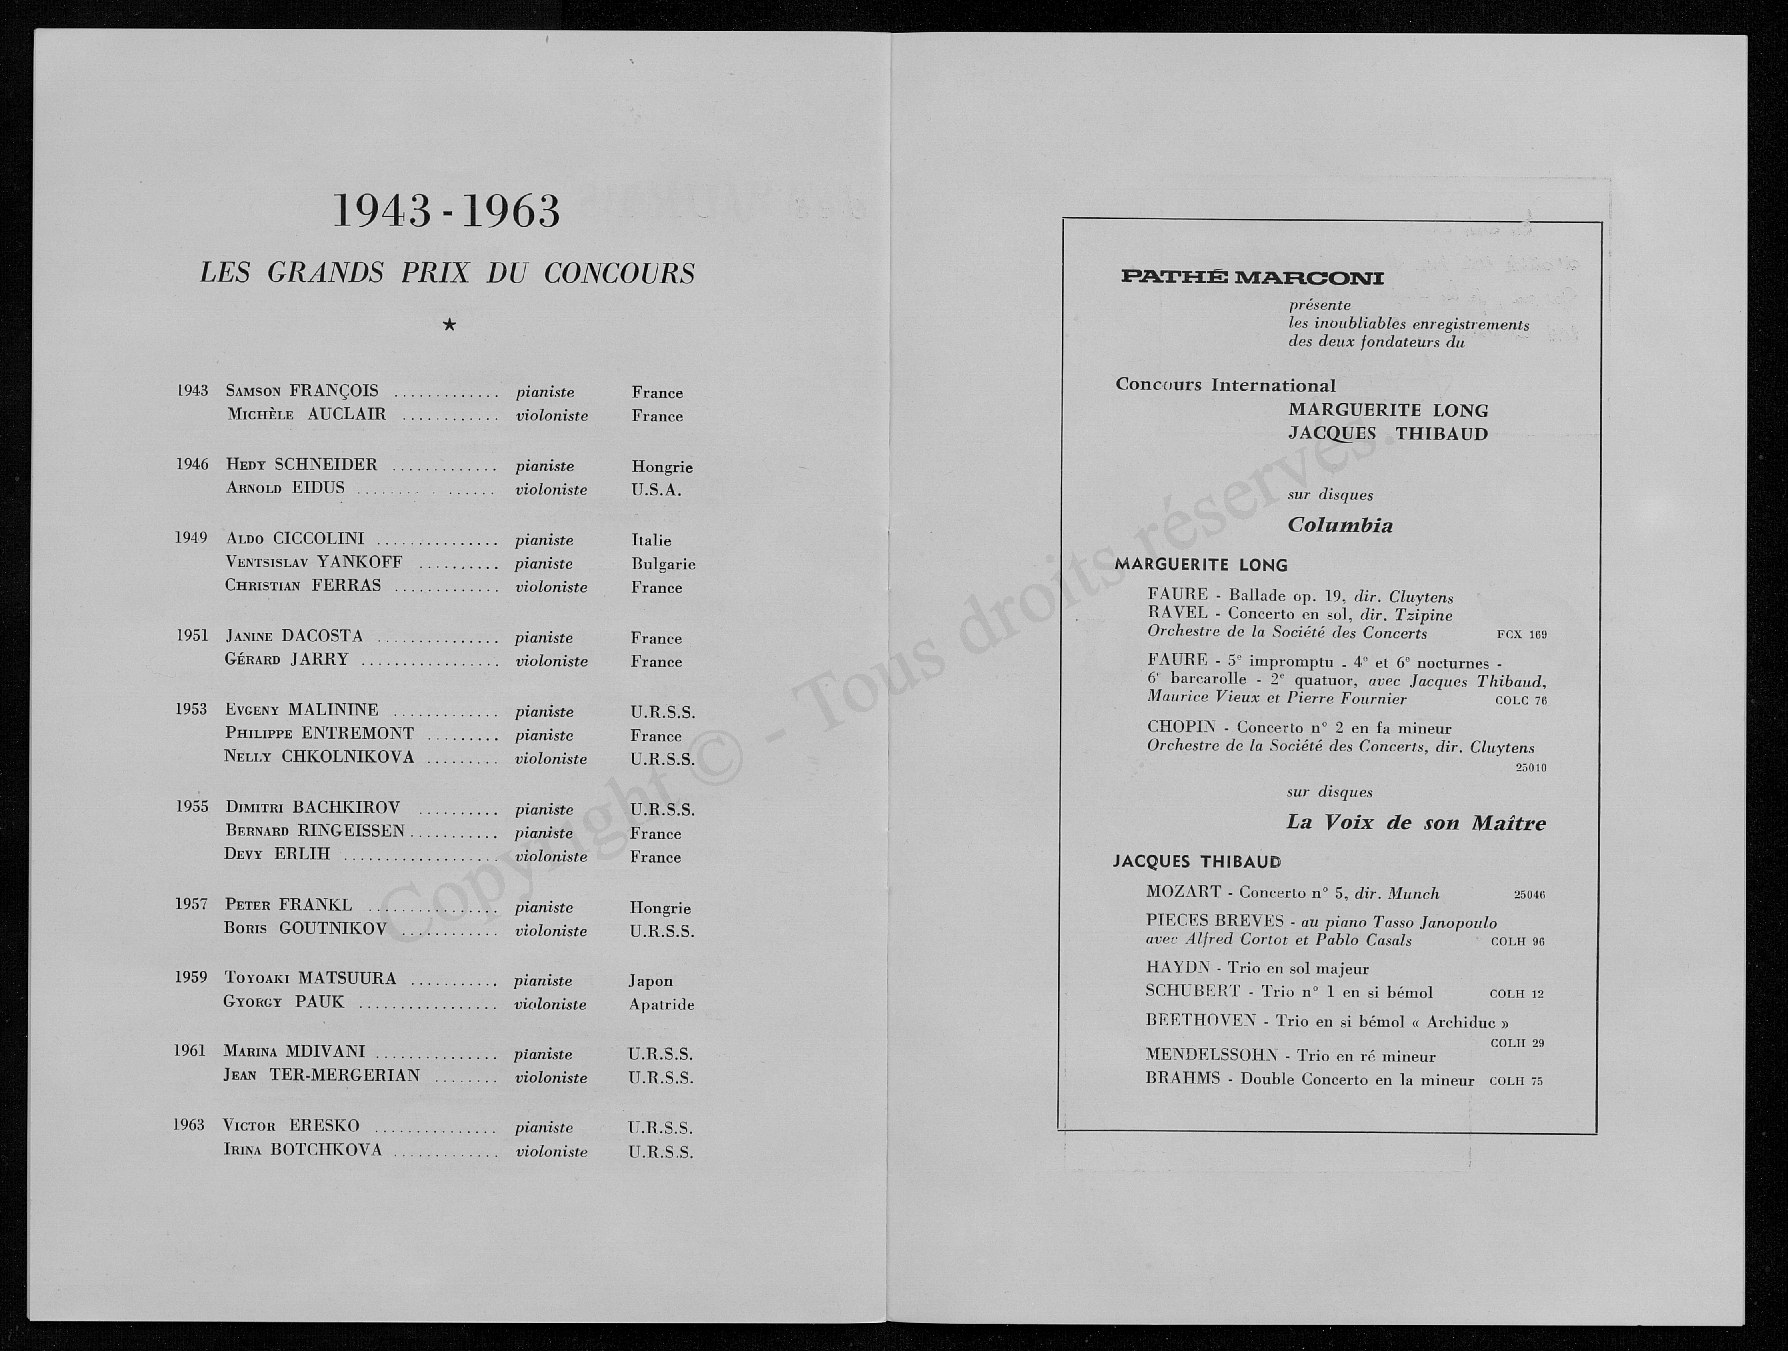 1943 - 1963
LES GRANDS PRIX DU CONCOURS
★
1943 SAMSON FRANÇOIS ............. pianiste France
MICHÈLE AUCLAIR ............ violoniste France
1946 HEDY SCHNEIDER ............. pianiste Hongrie
ARNOLD EIDUS ........ ...... violoniste U.S.A.
1949 ALDO CICCOLINI ............... pianiste Italie
VENTSISLAV YANKOFF .......... pianiste Bulgarie
CHRISTIAN FERRAS ............. violoniste France
1951 JANINE DACOSTA ............... pianiste France
GÉRARD JARRY ................. violoniste France
1953 EVGENY MALININE ............. pianiste U.R.S.S.
PHILIPPE ENTREMONT ......... pianiste France
NELLY CHKOLNIKOVA ......... violoniste U.R.S.S.
1955 DIMITRI BACHKIROV .......... pianiste U.R.S.S.
BERNARD RINGEISSEN ........... pianiste France
DEVY ERLIH ................... violoniste France
1957 PETER FRANKL ................ pianiste Hongrie
BORIS GOUTNIKOV ............ violoniste U.R.S.S.
1959 TOYOAKI MATSUURA ........... pianiste Japon
GYORGY PAUK ................. violoniste Apatride
1961 MARINA MDIVANI ............... pianiste U.R.S.S.
JEAN TER-MERGERIAN ........ violoniste U.R.S.S.
1963 VICTOR ERESKO ............... pianiste U.R.S.S.
IRINA BOTCHKOVA ............. violoniste U.R.S.S.
PATHÉ MARCONI
présente
les inoubliables enregistrements
des deux fondateurs du
Concours International
MARGUERITE LONG
JACQUES THIBAUD
sur disques
Columbia
MARGUERITE LONG
FAURE - Ballade op. 19, dir. Cluytens
RAVEL - Concerto en sol, dir. Tzipine
Orchestre de la Société des Concerts FCX 169
FAURE - 5e impromptu - 4e et 6e nocturnes -
6e barcarolle - 2e quatuor, avec Jacques Thibaud,
Maurice Vieux et Pierre Fournier COLC 76
CHOPIN - Concerto n° 2 en fa mineur
Orchestre de la Société des Concerts, dir. Cluytens
25010
sur disques
La Voix de son Maître
JACQUES THIBAUD
MOZART - Concerto n° 5, dir. Munch 25046
PIECES BREVES - au piano Tasso Janopoulo
avec Alfred Cortot et Pablo Casals COLH 96
HAYDN - Trio en sol majeur
SCHUBERT - Trio n° 1 en si bémol COLH 12
BEETHOVEN - Trio en si bémol « Archiduc »
COLH 29
MENDELSSOHN - Trio en ré mineur
BRAHMS - Double Concerto en la mineur COLH 75
Copyright © - Tous droits réservés.